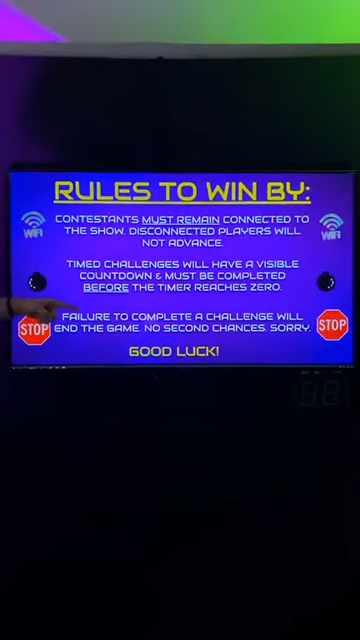 RULES TO WIN BY:
WiFi WiFi
CONTESTANTS MUST REMAIN CONNECTED TO
THE SHOW. DISCONNECTED PLAYERS WILL
NOT ADVANCE.
TIMED CHALLENGES WILL HAVE A VISIBLE
COUNTDOWN & MUST BE COMPLETED
BEFORE THE TIMER REACHES ZERO.
STOP STOP
FAILURE TO COMPLETE A CHALLENGE WILL
END THE GAME. NO SECOND CHANCES. SORRY.
GOOD LUCK!